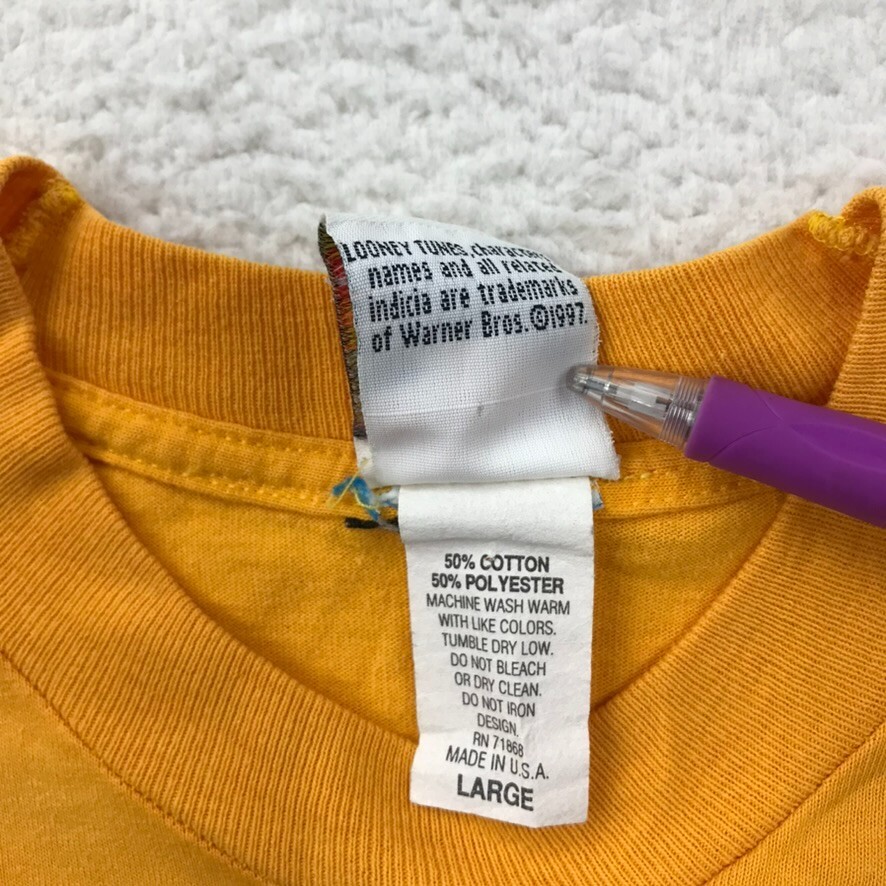 LOONEY TUNES, characters
names and all related
indicia are trademarks
of Warner Bros. ©1997.
50% COTTON
50% POLYESTER
MACHINE WASH WARM
WITH LIKE COLORS.
TUMBLE DRY LOW.
DO NOT BLEACH
OR DRY CLEAN.
DO NOT IRON
DESIGN.
RN 71868
MADE IN U.S.A.
LARGE